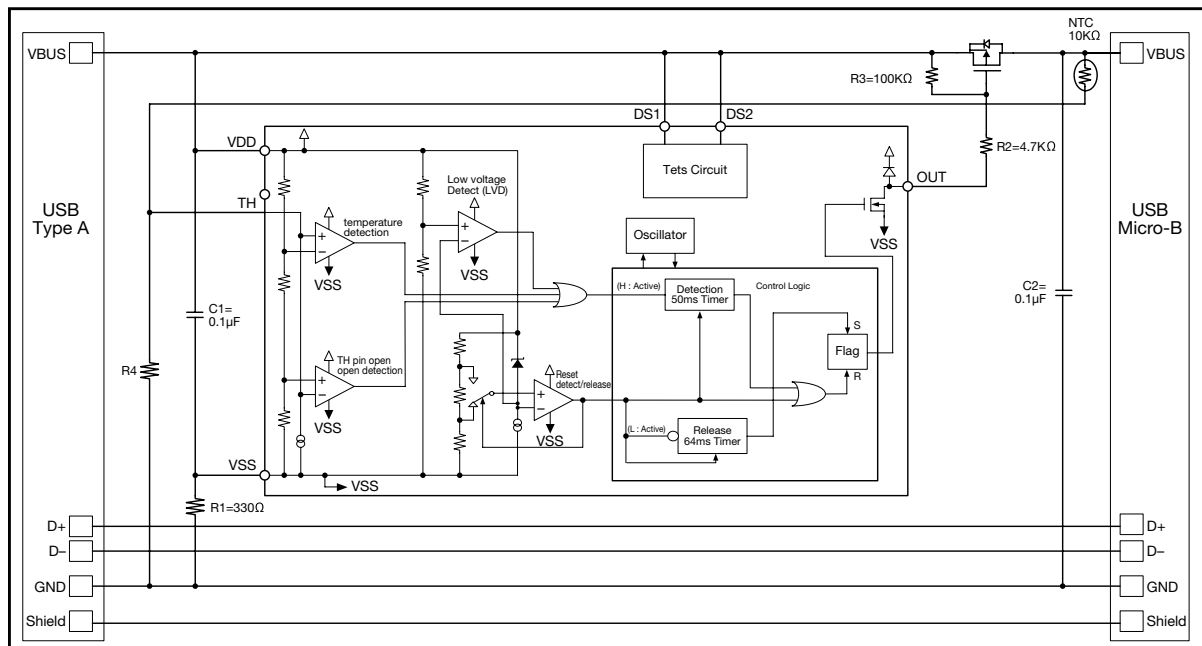 NTC
10KΩ
VBUS
VBUS
R3=100KΩ
DS1
DS2
VDD
R2=4.7KΩ
Tets Circuit
Low voltage
Detect (LVD)
OUT
TH
USB
Type A
+
−
temperature
detection
VSS
+
−
VSS
Oscillator
VSS
USB
Micro-B
(H : Active)
Detection
50ms Timer
Control Logic
C1=
0.1µF
C2=
0.1µF
S
Flag
R
R4
+
−
TH pin open
open detection
VSS
Reset
detect/release
+
−
VSS
(L : Active)
Release
64ms Timer
VSS
VSS
R1=330Ω
D+
D+
D−
D−
GND
GND
Shield
Shield